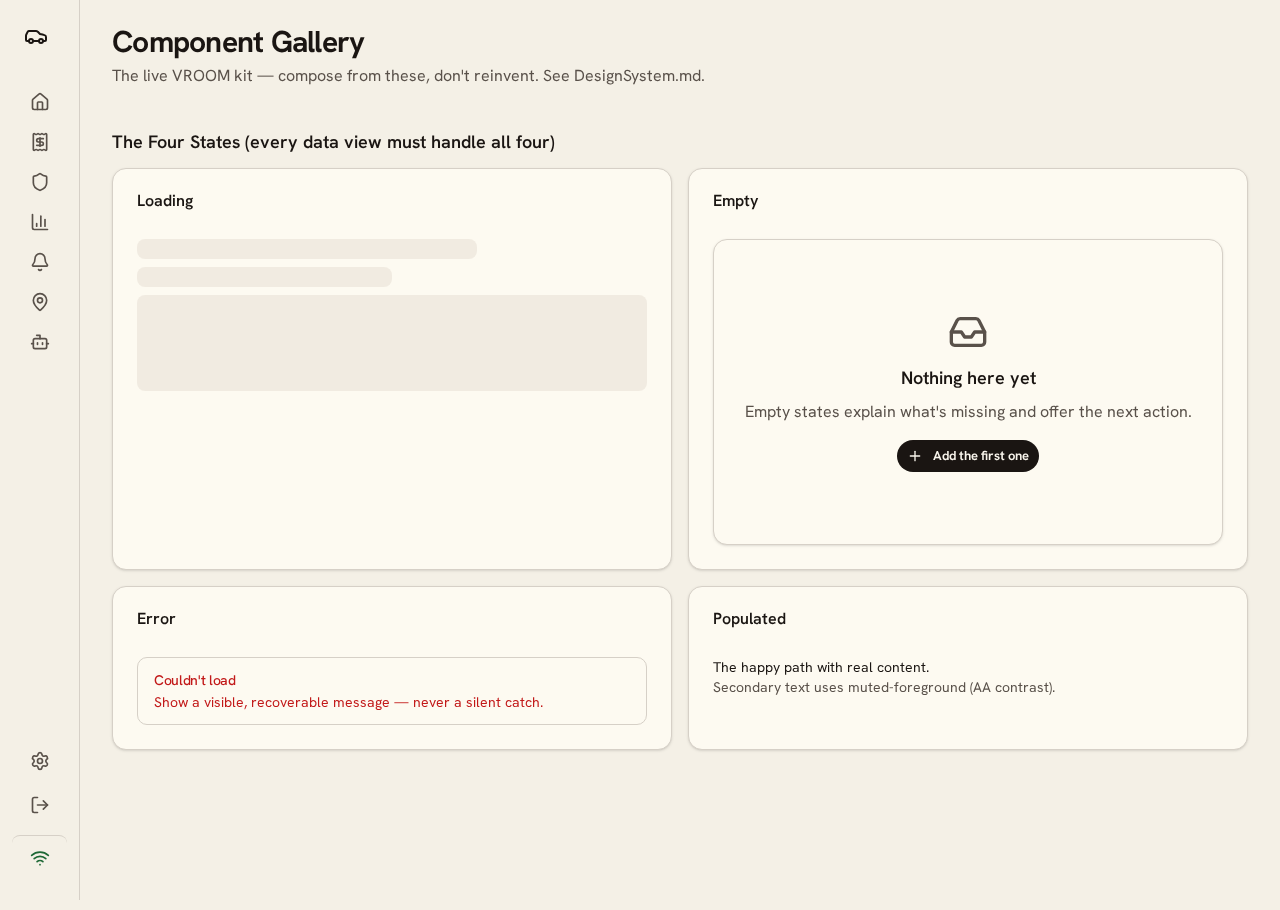 Component Gallery
The live VROOM kit — compose from these, don't reinvent. See DesignSystem.md.
The Four States (every data view must handle all four)
Loading
Empty
Nothing here yet
Empty states explain what's missing and offer the next action.
Add the first one
Error
Couldn't load
Show a visible, recoverable message — never a silent catch.
Populated
The happy path with real content.
Secondary text uses muted-foreground (AA contrast).